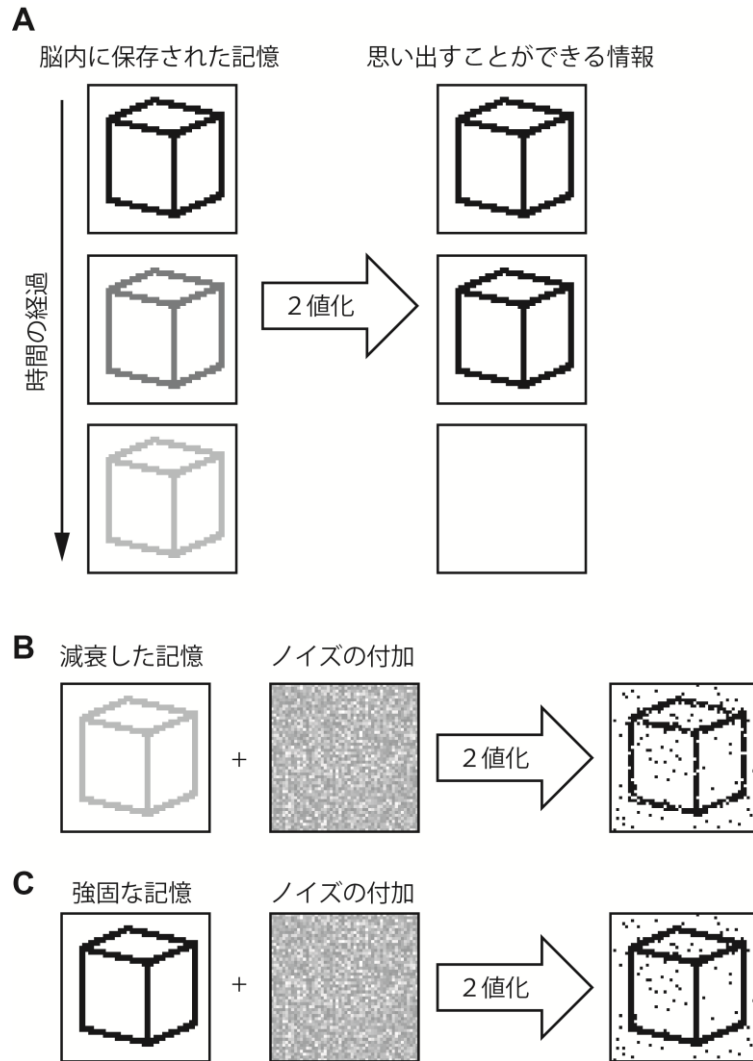 A
脳内に保存された記憶
思い出すことができる情報
時間の経過
２値化
B
減衰した記憶
ノイズの付加
+
２値化
C
強固な記憶
ノイズの付加
+
２値化